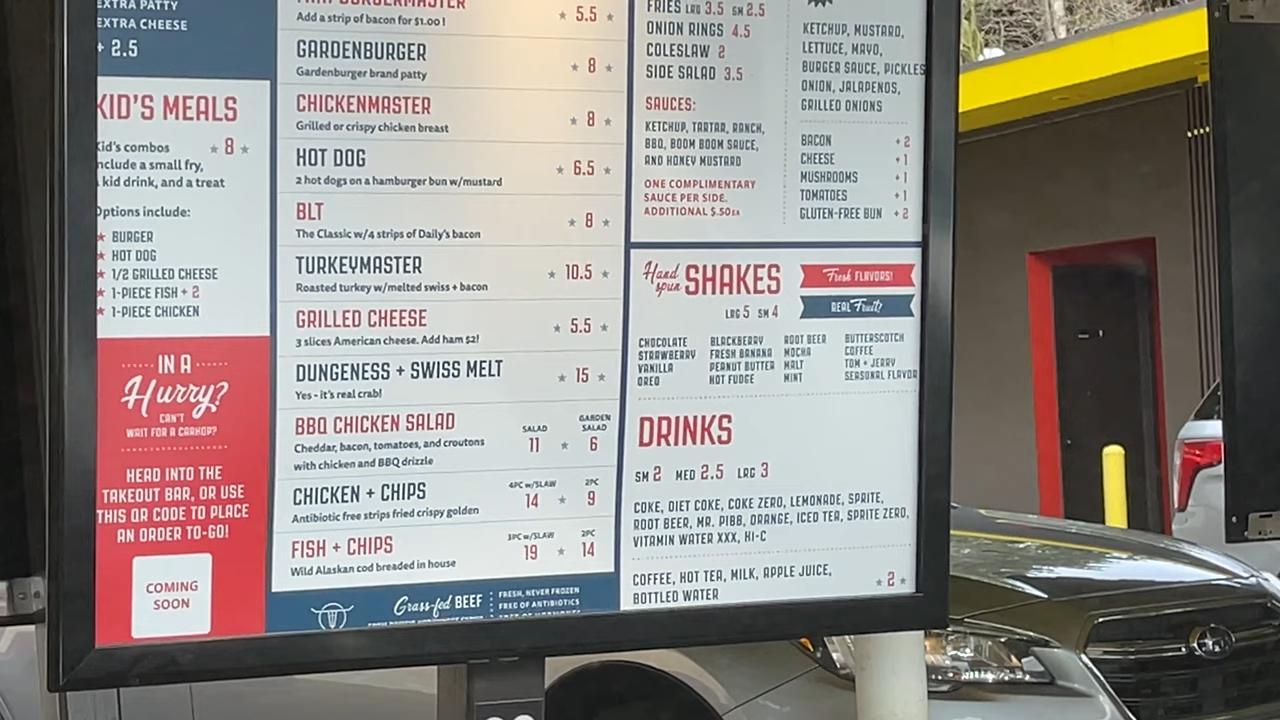 EXTRA PATTY
EXTRA CHEESE
+ 2.5
KID'S MEALS
Kid's combos 8
include a small fry,
kid drink, and a treat
Options include:
BURGER
HOT DOG
1/2 GRILLED CHEESE
1-PIECE FISH + 2
1-PIECE CHICKEN
IN A
Hurry?
CAN'T
WAIT FOR A CARHOP?
HEAD INTO THE
TAKEOUT BAR, OR USE
THIS QR CODE TO PLACE
AN ORDER TO-GO!
COMING
SOON
BURGERMASTER 5.5
Add a strip of bacon for $1.00!
GARDENBURGER 8
Gardenburger brand patty
CHICKENMASTER 8
Grilled or crispy chicken breast
HOT DOG 6.5
2 hot dogs on a hamburger bun w/mustard
BLT 8
The Classic w/4 strips of Daily's bacon
TURKEYMASTER 10.5
Roasted turkey w/melted swiss + bacon
GRILLED CHEESE 5.5
3 slices American cheese. Add ham $2!
DUNGENESS + SWISS MELT 15
Yes - it's real crab!
BBQ CHICKEN SALAD SALAD 11 GARDEN SALAD 6
Cheddar, bacon, tomatoes, and croutons
with chicken and BBQ drizzle
CHICKEN + CHIPS 4PC w/SLAW 14 2PC 9
Antibiotic free strips fried crispy golden
FISH + CHIPS 3PC w/SLAW 19 2PC 14
Wild Alaskan cod breaded in house
Grass-fed BEEF
FRESH, NEVER FROZEN
FREE OF ANTIBIOTICS
FRIES LRG 3.5 SM 2.5
ONION RINGS 4.5
COLESLAW 2
SIDE SALAD 3.5
SAUCES:
KETCHUP, TARTAR, RANCH,
BBQ, BOOM BOOM SAUCE,
AND HONEY MUSTARD
ONE COMPLIMENTARY
SAUCE PER SIDE.
ADDITIONAL $.50EA
KETCHUP, MUSTARD,
LETTUCE, MAYO,
BURGER SAUCE, PICKLES
ONION, JALAPENOS,
GRILLED ONIONS
BACON + 2
CHEESE + 1
MUSHROOMS + 1
TOMATOES + 1
GLUTEN-FREE BUN + 2
Hand spun SHAKES
Fresh FLAVORS!
REAL Fruit!
LRG 5 SM 4
CHOCOLATE BLACKBERRY ROOT BEER BUTTERSCOTCH
STRAWBERRY FRESH BANANA MOCHA COFFEE
VANILLA PEANUT BUTTER MALT TOM + JERRY
OREO HOT FUDGE MINT SEASONAL FLAVOR
DRINKS
SM 2 MED 2.5 LRG 3
COKE, DIET COKE, COKE ZERO, LEMONADE, SPRITE,
ROOT BEER, MR. PIBB, ORANGE, ICED TEA, SPRITE ZERO,
VITAMIN WATER XXX, HI-C
COFFEE, HOT TEA, MILK, APPLE JUICE, 2
BOTTLED WATER